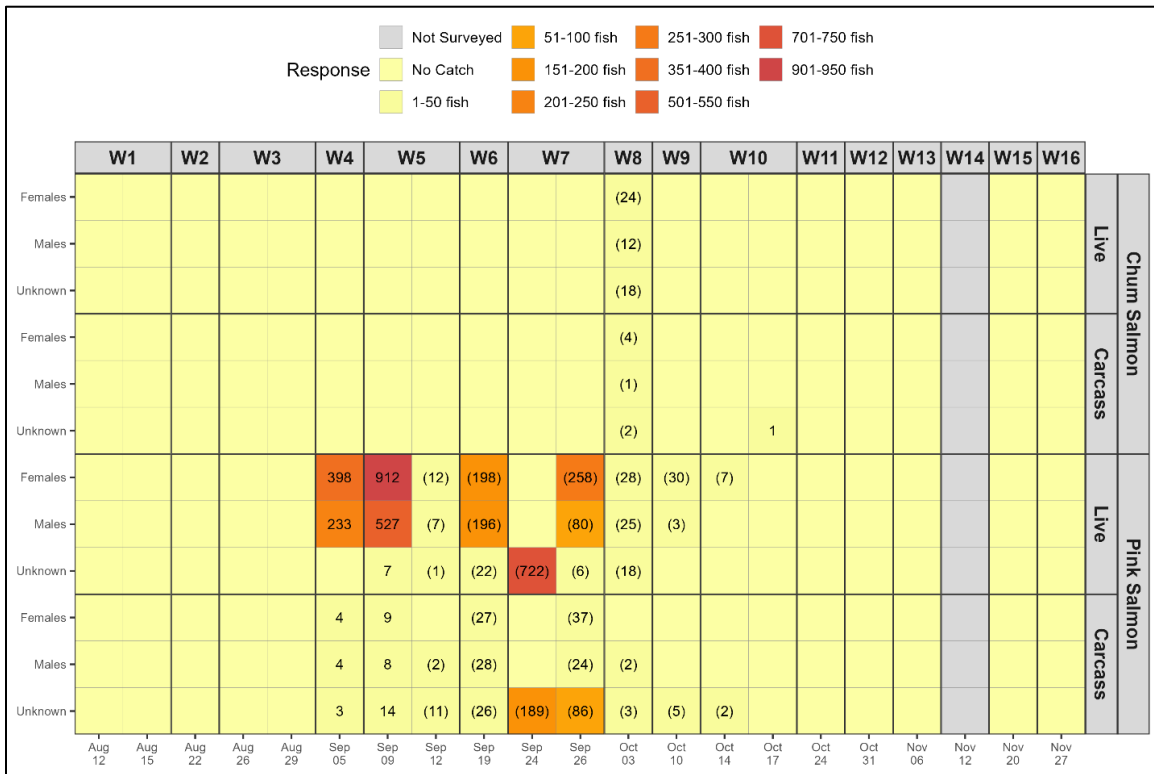 Not Surveyed 51-100 fish 251-300 fish 701-750 fish
Response No Catch 151-200 fish 351-400 fish 901-950 fish
1-50 fish 201-250 fish 501-550 fish
W1 W2 W3 W4 W5 W6 W7 W8 W9 W10 W11 W12 W13 W14 W15 W16
Females (24)
Males (12)
Unknown (18)
Live
Females (4)
Males (1)
Unknown (2) 1
Carcass
Chum Salmon
Females 398 912 (12) (198) (258) (28) (30) (7)
Males 233 527 (7) (196) (80) (25) (3)
Unknown 7 (1) (22) (722) (6) (18)
Live
Females 4 9 (27) (37)
Males 4 8 (2) (28) (24) (2)
Unknown 3 14 (11) (26) (189) (86) (3) (5) (2)
Carcass
Pink Salmon
Aug Aug Aug Aug Aug Sep Sep Sep Sep Sep Sep Oct Oct Oct Oct Oct Oct Nov Nov Nov Nov
12 15 22 26 29 05 09 12 19 24 26 03 10 14 17 24 31 06 12 20 27